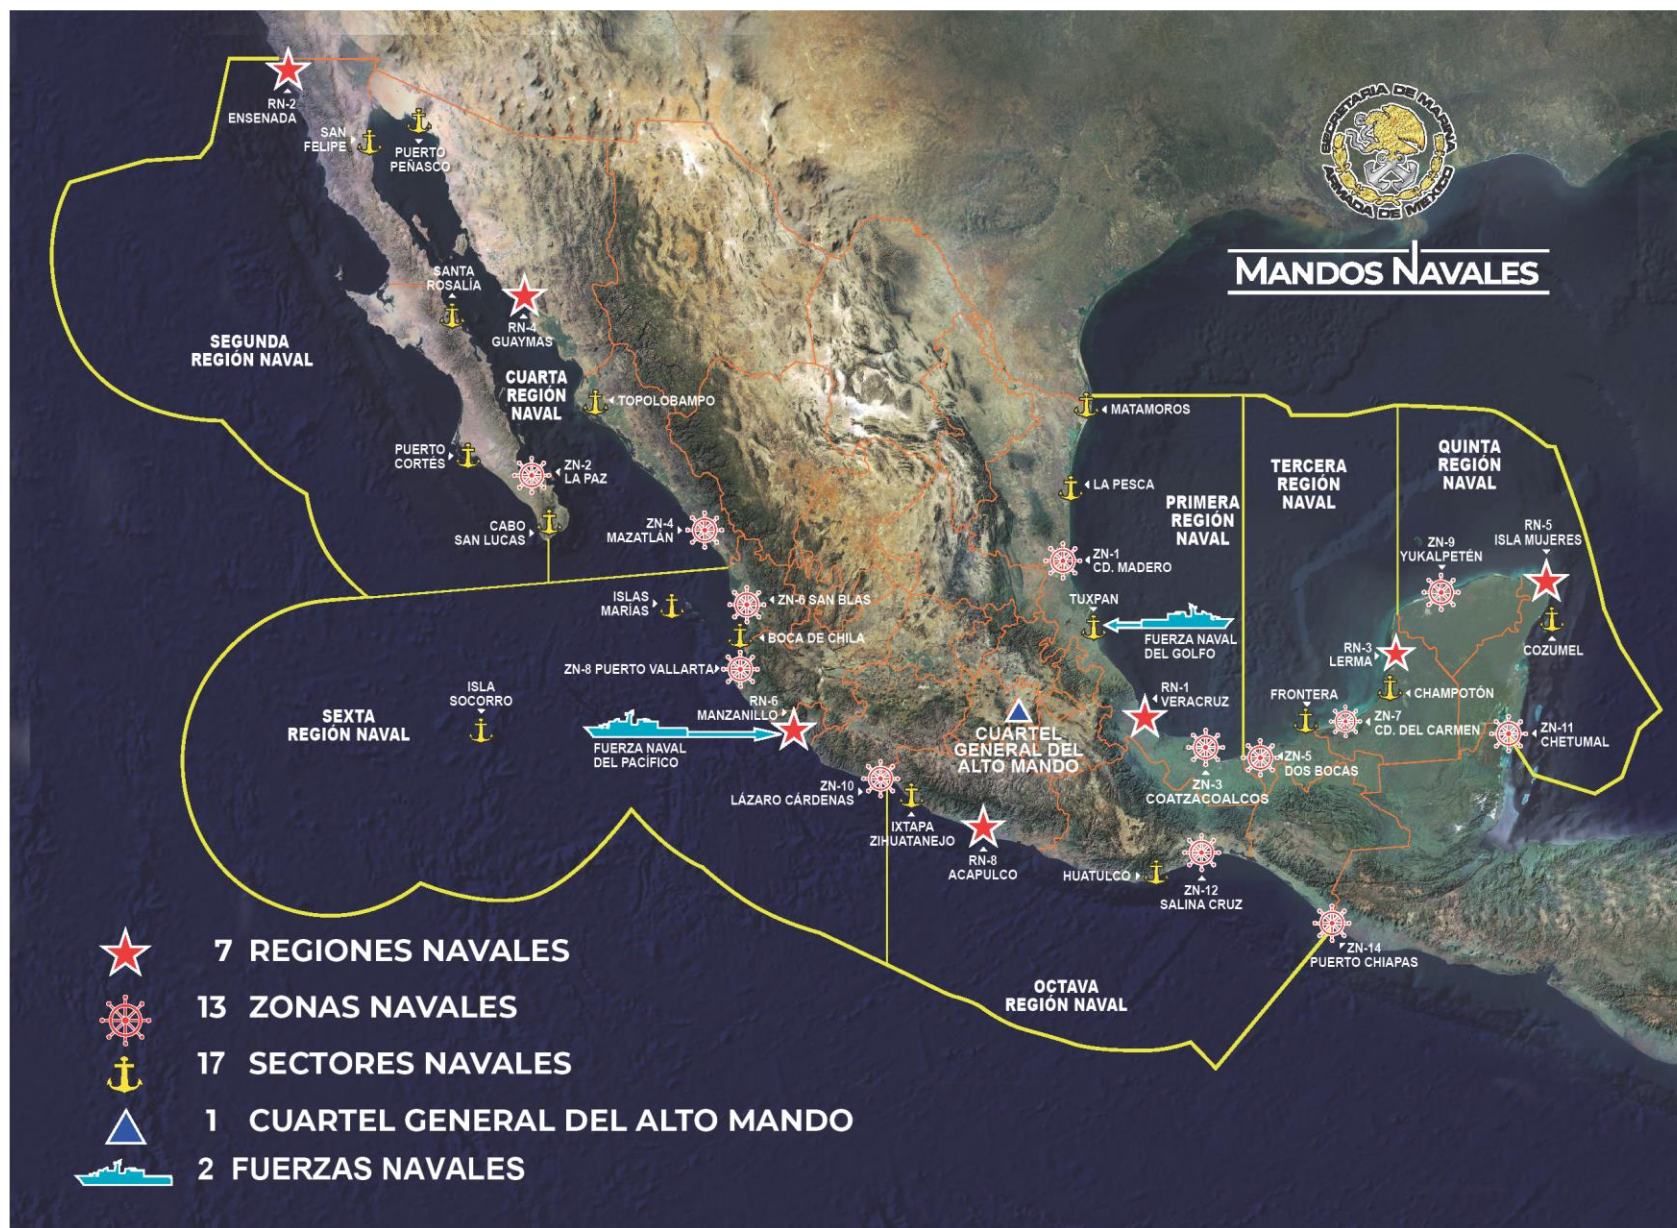 SECRETARIA DE MARINA
ARMADA DE MEXICO
MANDOS NAVALES
RN-2
ENSENADA
SAN
FELIPE
PUERTO
PEÑASCO
SANTA
ROSALÍA
RN-4
GUAYMAS
SEGUNDA
REGIÓN NAVAL
CUARTA
REGIÓN
NAVAL
TOPOLOBAMPO
MATAMOROS
PUERTO
CORTÉS
ZN-2
LA PAZ
CABO
SAN LUCAS
ZN-4
MAZATLÁN
LA PESCA
PRIMERA
REGIÓN
NAVAL
TERCERA
REGIÓN
NAVAL
QUINTA
REGIÓN
NAVAL
ZN-1
CD. MADERO
ZN-9
YUKALPETÉN
RN-5
ISLA MUJERES
ISLAS
MARÍAS
ZN-6 SAN BLAS
TUXPAN
FUERZA NAVAL
DEL GOLFO
BOCA DE CHILA
ZN-8 PUERTO VALLARTA
RN-3
LERMA
COZUMEL
ISLA
SOCORRO
SEXTA
REGIÓN NAVAL
RN-6
MANZANILLO
FUERZA NAVAL
DEL PACÍFICO
RN-1
VERACRUZ
CHAMPOTÓN
FRONTERA
ZN-7
CD. DEL CARMEN
ZN-11
CHETUMAL
CUARTEL
GENERAL DEL
ALTO MANDO
ZN-5
DOS BOCAS
ZN-3
COATZACOALCOS
ZN-10
LÁZARO CÁRDENAS
IXTAPA
ZIHUATANEJO
RN-8
ACAPULCO
HUATULCO
ZN-12
SALINA CRUZ
ZN-14
PUERTO CHIAPAS
OCTAVA
REGIÓN NAVAL
7 REGIONES NAVALES
13 ZONAS NAVALES
17 SECTORES NAVALES
1 CUARTEL GENERAL DEL ALTO MANDO
2 FUERZAS NAVALES